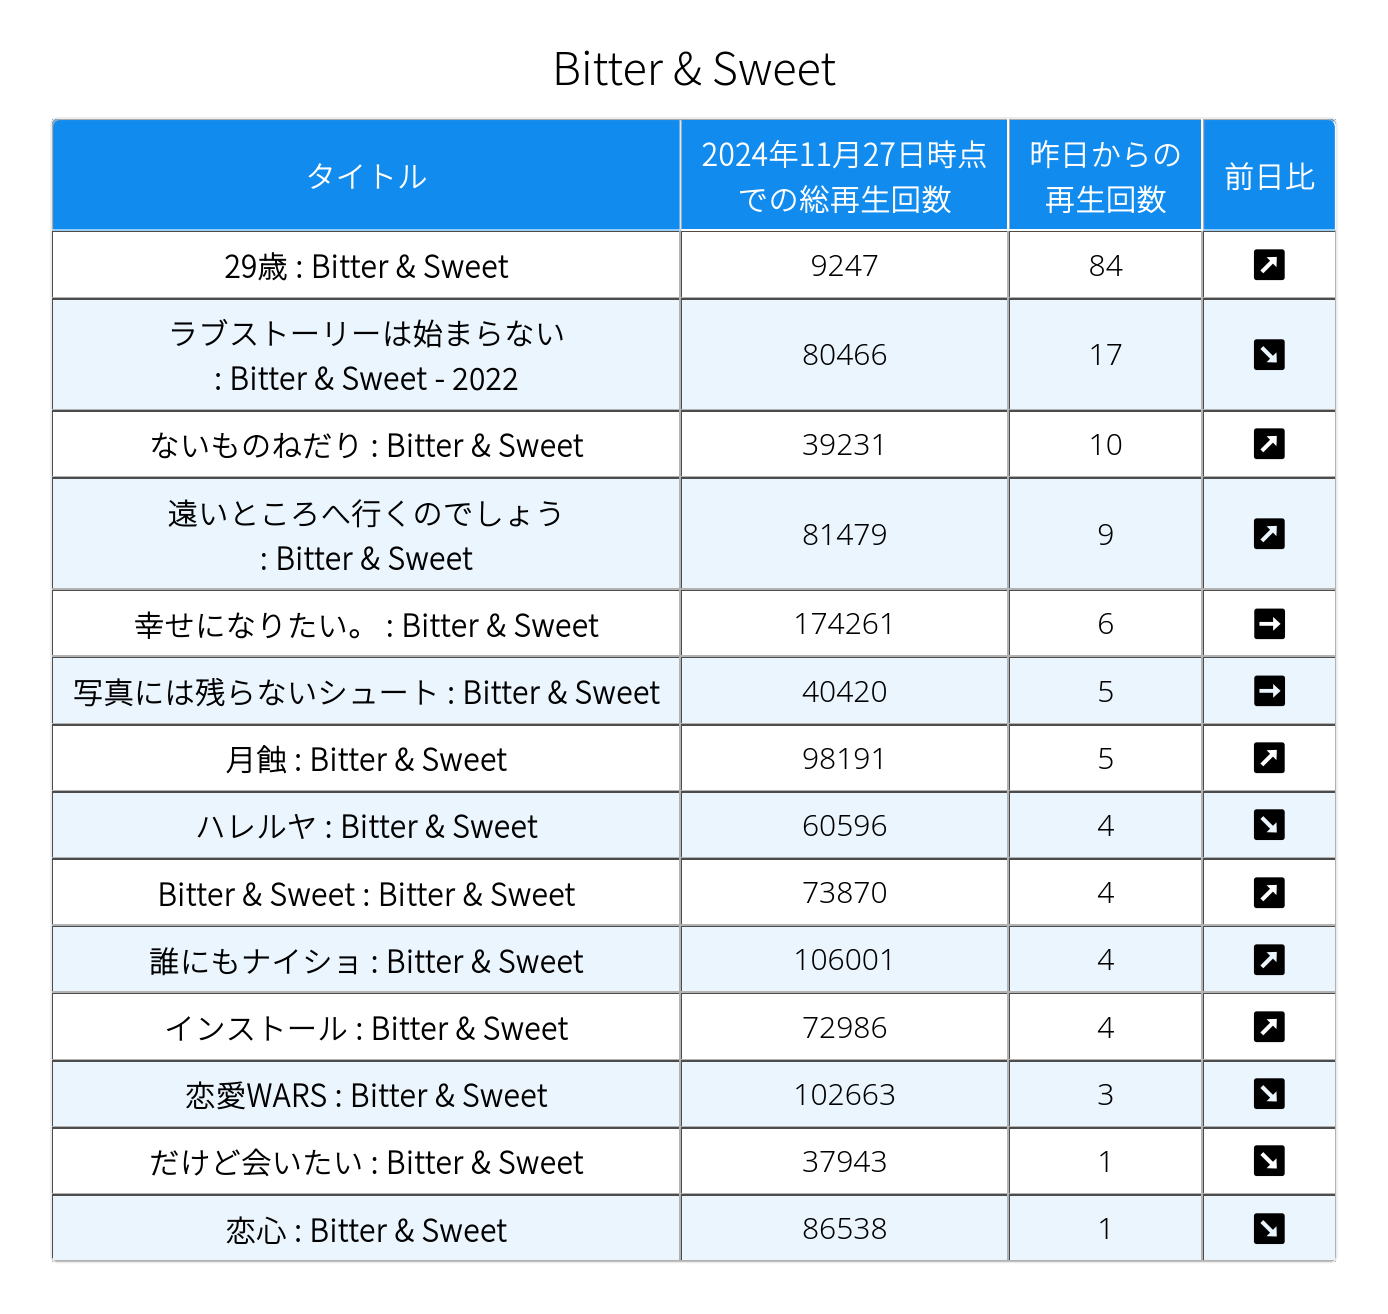 Bitter & Sweet
タイトル
2024年11月27日時点
での総再生回数
昨日からの
再生回数
前日比
29歳 : Bitter & Sweet 9247 84 ↗
ラブストーリーは始まらない
: Bitter & Sweet - 2022 80466 17 ↘
ないものねだり : Bitter & Sweet 39231 10 ↗
遠いところへ行くのでしょう
: Bitter & Sweet 81479 9 ↗
幸せになりたい。 : Bitter & Sweet 174261 6 →
写真には残らないシュート : Bitter & Sweet 40420 5 →
月蝕 : Bitter & Sweet 98191 5 ↗
ハレルヤ : Bitter & Sweet 60596 4 ↘
Bitter & Sweet : Bitter & Sweet 73870 4 ↗
誰にもナイショ : Bitter & Sweet 106001 4 ↗
インストール : Bitter & Sweet 72986 4 ↗
恋愛WARS : Bitter & Sweet 102663 3 ↘
だけど会いたい : Bitter & Sweet 37943 1 ↘
恋心 : Bitter & Sweet 86538 1 ↘